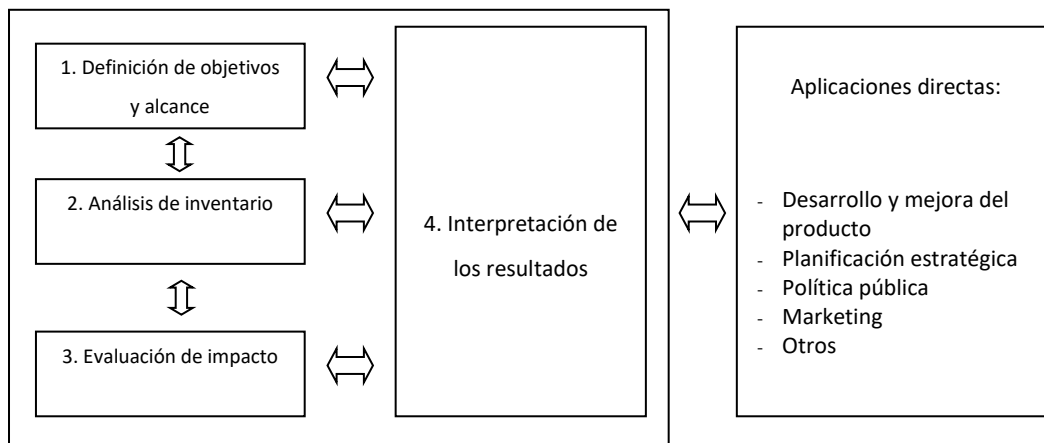 1. Definición de objetivos
y alcance
2. Análisis de inventario
3. Evaluación de impacto
4. Interpretación de
los resultados
Aplicaciones directas:
- Desarrollo y mejora del
producto
- Planificación estratégica
- Política pública
- Marketing
- Otros